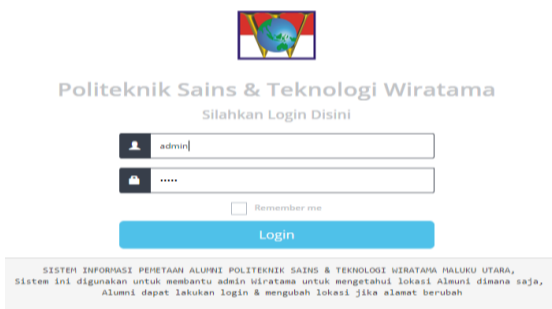 Politeknik Sains & Teknologi Wiratama
Silahkan Login Disini
admin
•••••
Remember me
Login
SISTEM INFORMASI PEMETAAN ALUMNI POLITEKNIK SAINS & TEKNOLOGI WIRATAMA MALUKU UTARA,
Sistem ini digunakan untuk membantu admin Wiratama untuk mengetahui lokasi Almuni dimana saja,
Alumni dapat lakukan login & mengubah lokasi jika alamat berubah